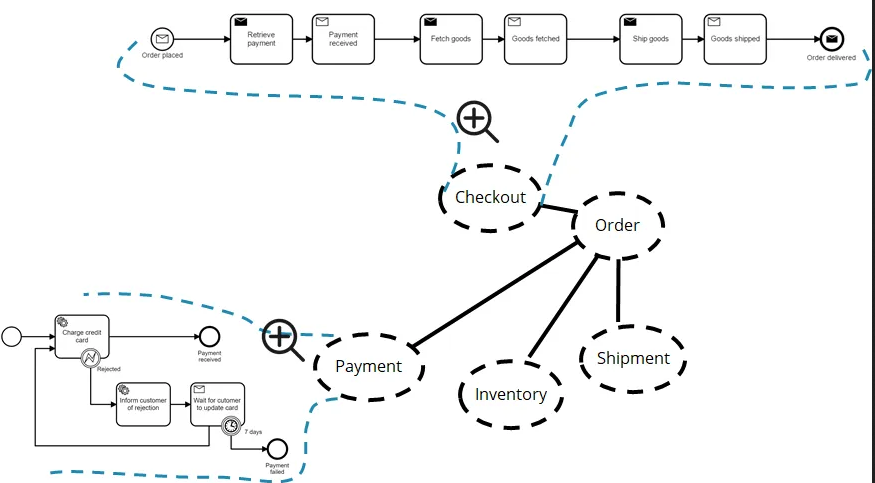 Retrieve
payment
Payment
received
Fetch goods
Goods fetched
Ship goods
Goods shipped
Order placed
Order delivered
Checkout
Order
Payment
Inventory
Shipment
Charge credit
card
Rejected
Payment
received
Inform customer
of rejection
Wait for cutomer
to update card
7 days
Payment
failed